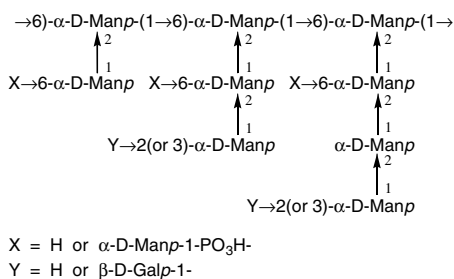 →6)-α-D-Manp-(1→6)-α-D-Manp-(1→6)-α-D-Manp-(1→
2 2 2
1 1 1
X→6-α-D-Manp X→6-α-D-Manp X→6-α-D-Manp
2 2
1 1
Y→2(or 3)-α-D-Manp α-D-Manp
2
1
Y→2(or 3)-α-D-Manp
X = H or α-D-Manp-1-PO₃H-
Y = H or β-D-Galp-1-